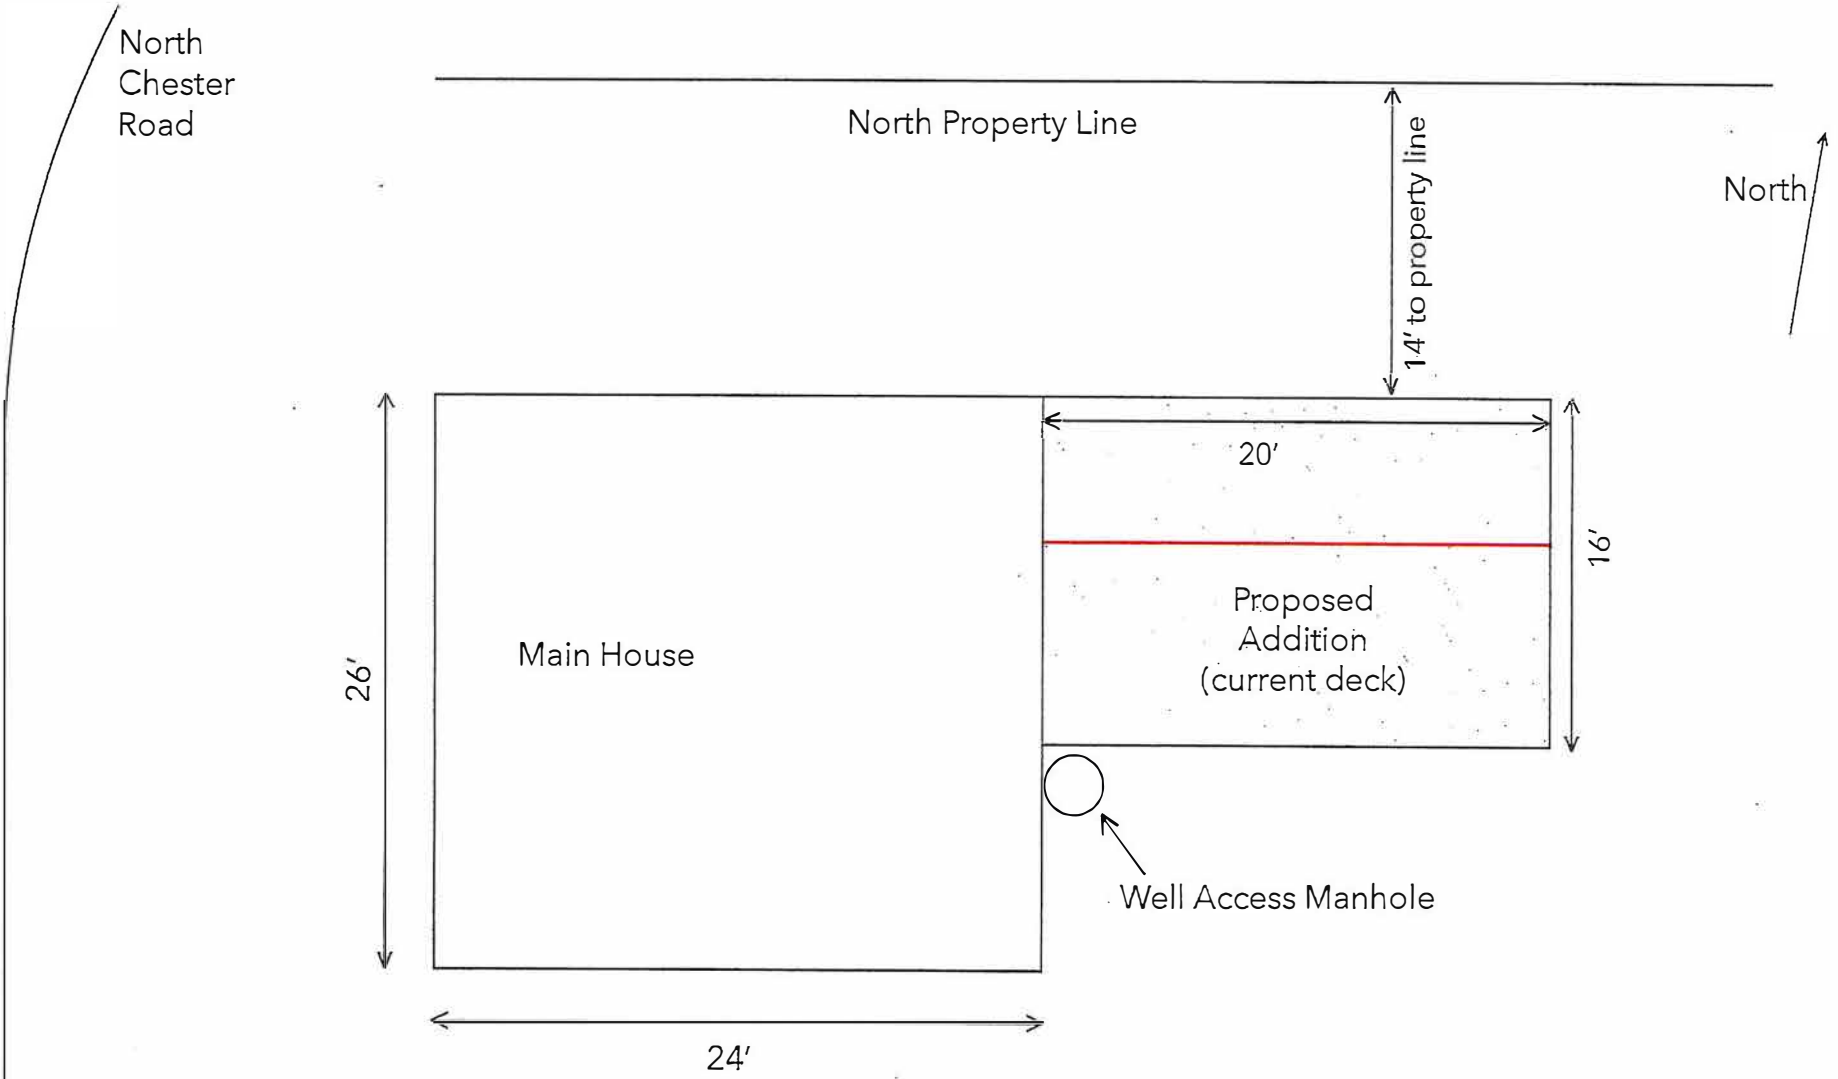 North
Chester
Road
North Property Line
14' to property line
North
20'
16'
Proposed
Addition
(current deck)
Main House
26'
Well Access Manhole
24'